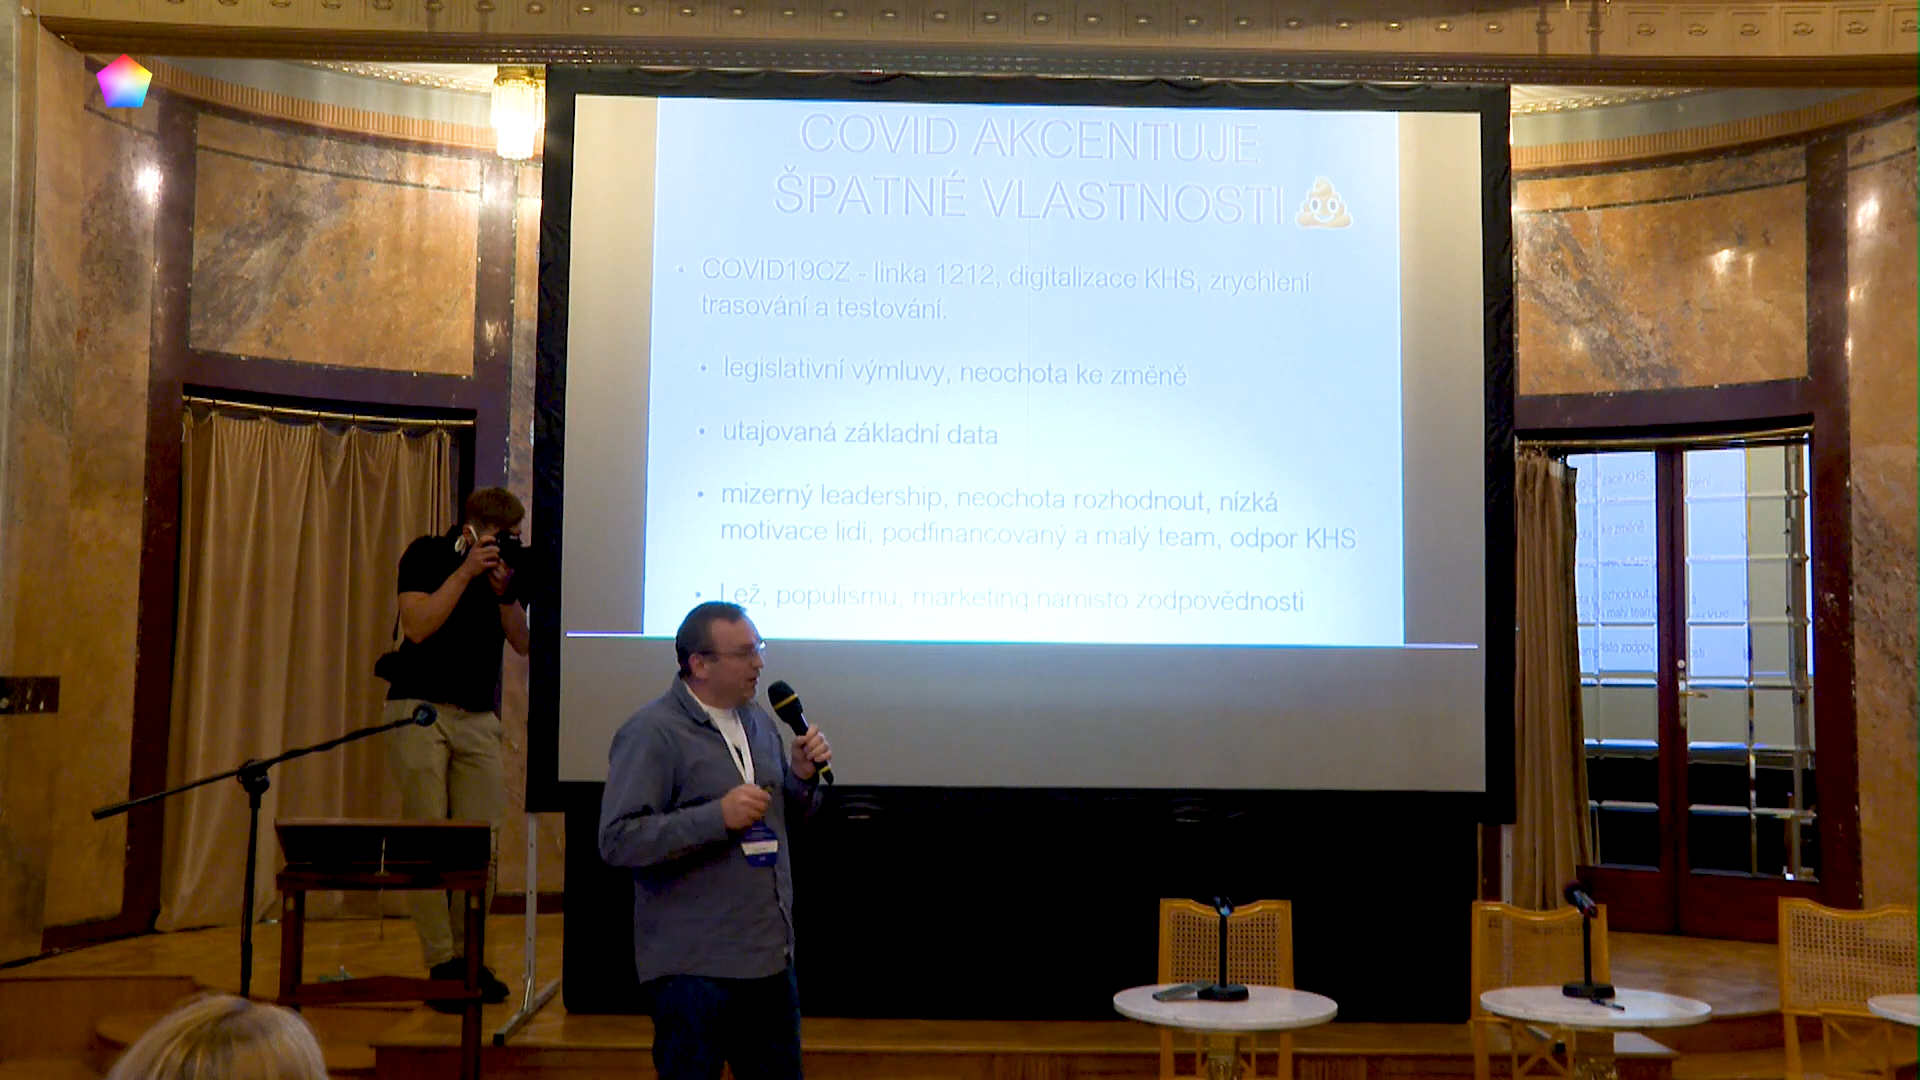 COVID AKCENTUJE
ŠPATNÉ VLASTNOSTI 💩
• COVID19CZ - linka 1212, digitalizace KHS, zrychlení
trasování a testování.
• legislativní výmluvy, neochota ke změně
• utajovaná základní data
• mizerný leadership, neochota rozhodnout, nízká
motivace lidí, podfinancovaný a malý team, odpor KHS
• Lež, populismu, marketing namísto zodpovědnosti